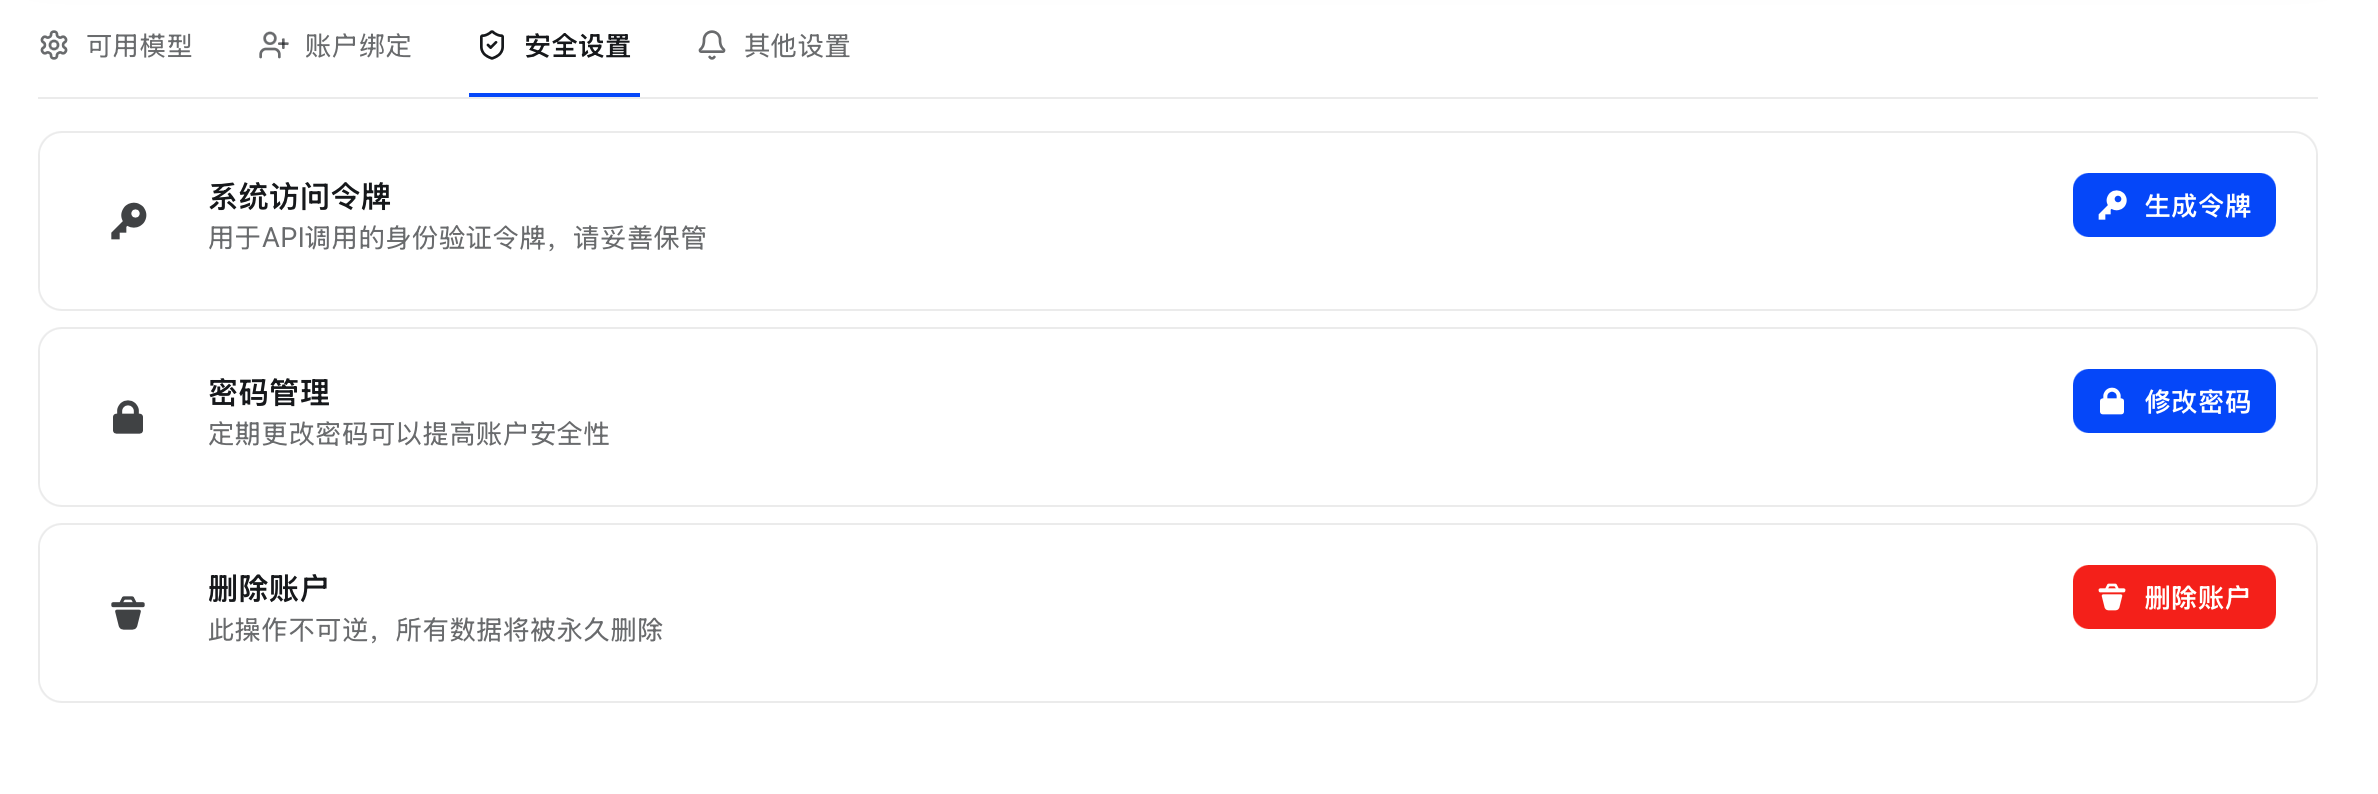 可用模型
账户绑定
安全设置
其他设置
系统访问令牌
用于API调用的身份验证令牌，请妥善保管
生成令牌
密码管理
定期更改密码可以提高账户安全性
修改密码
删除账户
此操作不可逆，所有数据将被永久删除
删除账户